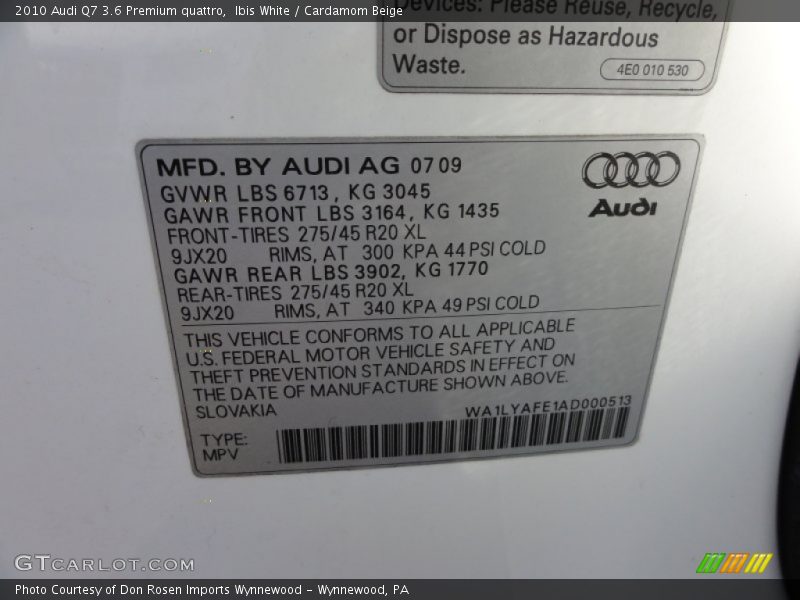 2010 Audi Q7 3.6 Premium quattro, Ibis White / Cardamom Beige
Devices: Please Reuse, Recycle,
or Dispose as Hazardous
Waste.
4E0 010 530
MFD. BY AUDI AG 07 09
GVWR LBS 6713 , KG 3045
GAWR FRONT LBS 3164, KG 1435
FRONT-TIRES 275/45 R20 XL
9JX20 RIMS, AT 300 KPA 44 PSI COLD
GAWR REAR LBS 3902, KG 1770
REAR-TIRES 275/45 R20 XL
9JX20 RIMS, AT 340 KPA 49 PSI COLD
Audi
THIS VEHICLE CONFORMS TO ALL APPLICABLE
U.S. FEDERAL MOTOR VEHICLE SAFETY AND
THEFT PREVENTION STANDARDS IN EFFECT ON
THE DATE OF MANUFACTURE SHOWN ABOVE.
SLOVAKIA
WA1LYAFE1AD000513
TYPE:
MPV
GTCARLOT.COM
Photo Courtesy of Don Rosen Imports Wynnewood - Wynnewood, PA